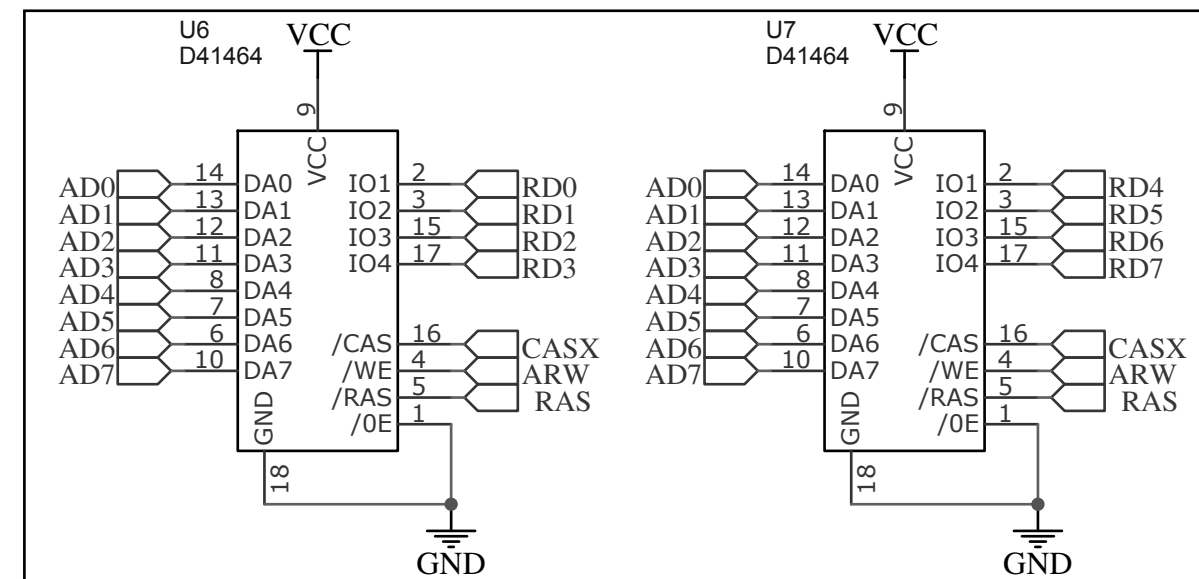 U6
D41464
VCC
9
VCC
AD0 14 DA0 IO1 2 RD0
AD1 13 DA1 IO2 3 RD1
AD2 12 DA2 IO3 15 RD2
AD3 11 DA3 IO4 17 RD3
AD4 8 DA4
AD5 7 DA5
AD6 6 DA6 /CAS 16 CASX
AD7 10 DA7 /WE 4 ARW
/RAS 5 RAS
/0E 1
GND
18
GND
U7
D41464
VCC
9
VCC
AD0 14 DA0 IO1 2 RD4
AD1 13 DA1 IO2 3 RD5
AD2 12 DA2 IO3 15 RD6
AD3 11 DA3 IO4 17 RD7
AD4 8 DA4
AD5 7 DA5
AD6 6 DA6 /CAS 16 CASX
AD7 10 DA7 /WE 4 ARW
/RAS 5 RAS
/0E 1
GND
18
GND